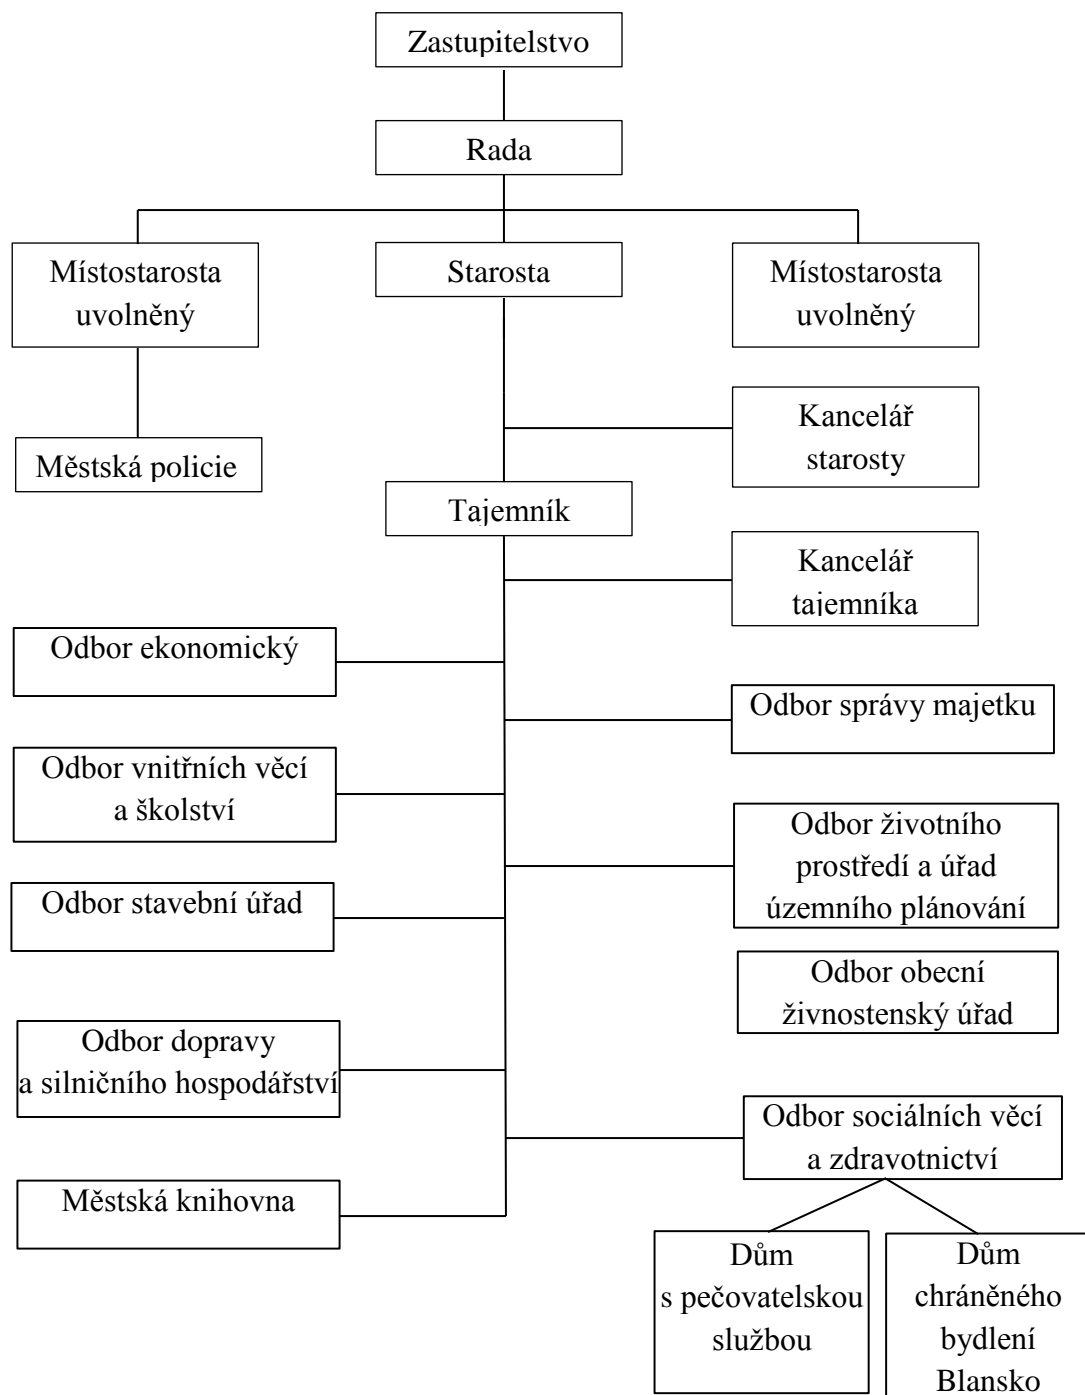 Zastupitelstvo
Rada
Místostarosta
uvolněný
Starosta
Místostarosta
uvolněný
Kancelář
starosty
Městská policie
Tajemník
Kancelář
tajemníka
Odbor ekonomický
Odbor správy majetku
Odbor vnitřních věcí
a školství
Odbor životního
prostředí a úřad
územního plánování
Odbor stavební úřad
Odbor obecní
živnostenský úřad
Odbor dopravy
a silničního hospodářství
Odbor sociálních věcí
a zdravotnictví
Městská knihovna
Dům
s pečovatelskou
službou
Dům
chráněného
bydlení
Blansko